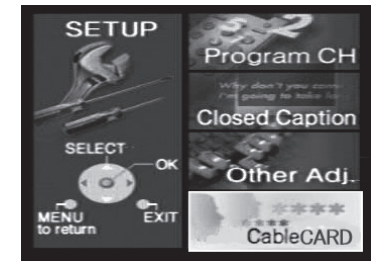 SETUP
SELECT
OK
MENU
to return
EXIT
Program CH
Why don't you come
I'm going to take
Closed Caption
Other Adj.
****
****
CableCARD